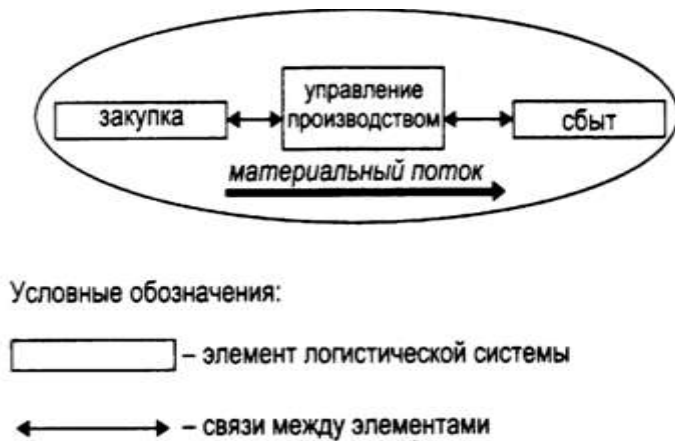 закупка
управление
производством
сбыт
материальный поток
Условные обозначения:
– элемент логистической системы
– связи между элементами